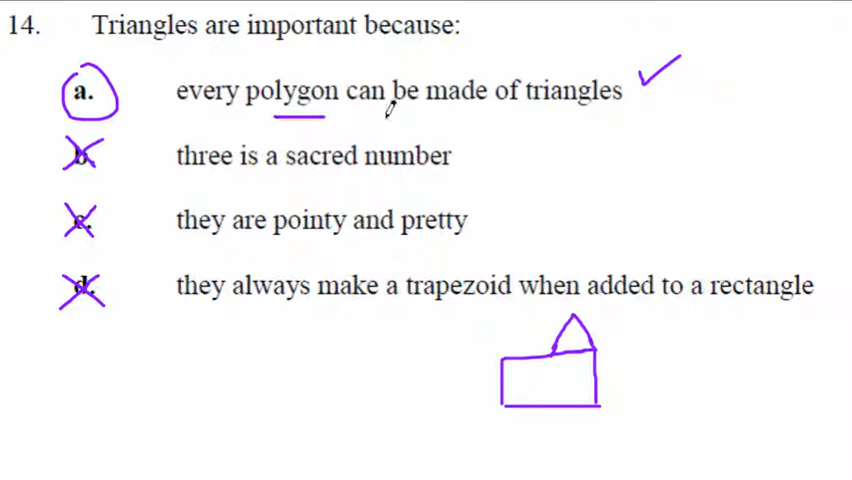 14. Triangles are important because:
a. every polygon can be made of triangles
b. three is a sacred number
c. they are pointy and pretty
d. they always make a trapezoid when added to a rectangle